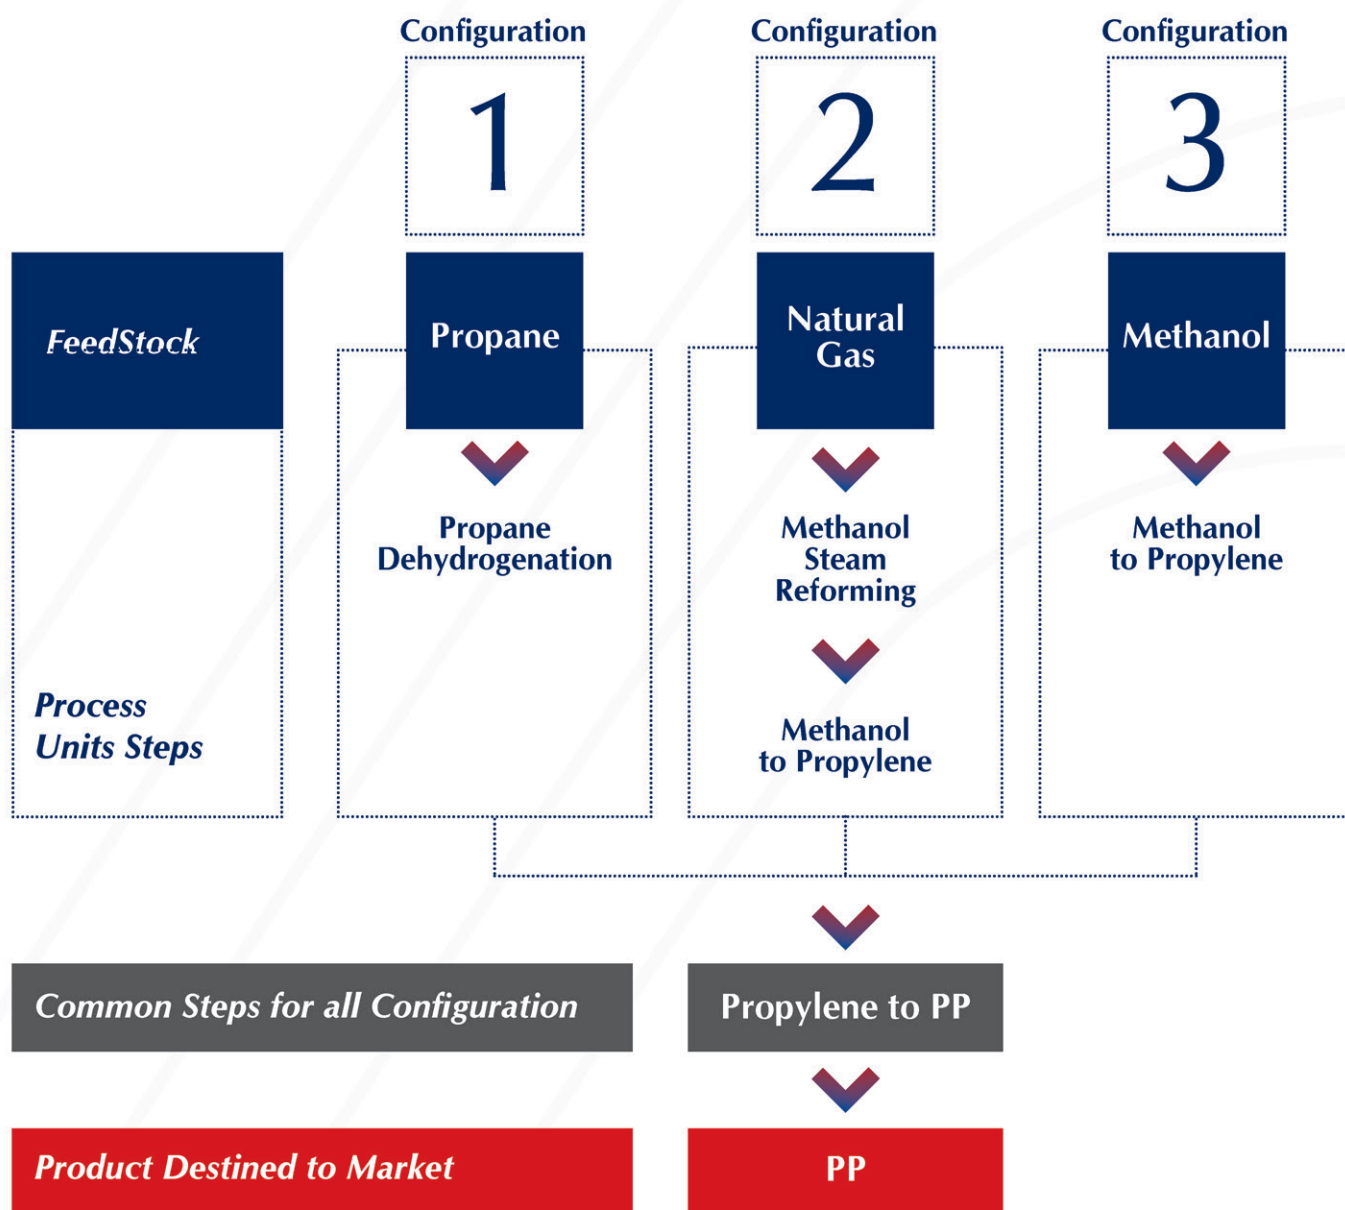 Configuration
1
Configuration
2
Configuration
3
FeedStock
Propane
Natural
Gas
Methanol
Propane
Dehydrogenation
Methanol
Steam
Reforming
Methanol
to Propylene
Methanol
to Propylene
Process
Units Steps
Common Steps for all Configuration
Propylene to PP
Product Destined to Market
PP